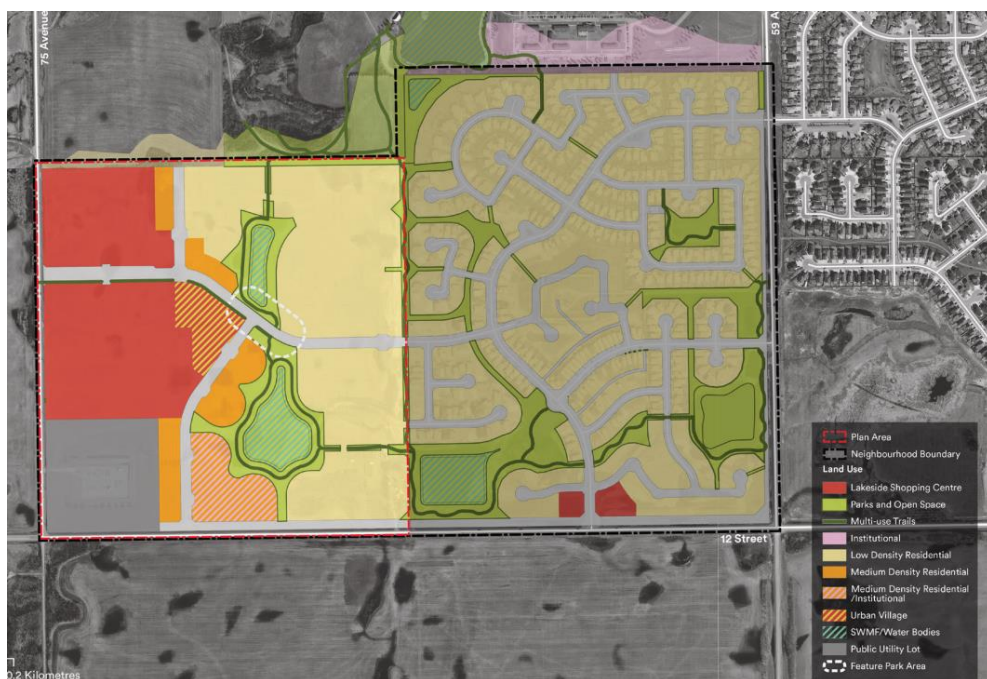 75 Avenue
59 A
12 Street
Plan Area
Neighbourhood Boundary
Land Use
Lakeside Shopping Centre
Parks and Open Space
Multi-use Trails
Institutional
Low Density Residential
Medium Density Residential
Medium Density Residential
/Institutional
Urban Village
SWMF/Water Bodies
Public Utility Lot
Feature Park Area
0.2 Kilometres